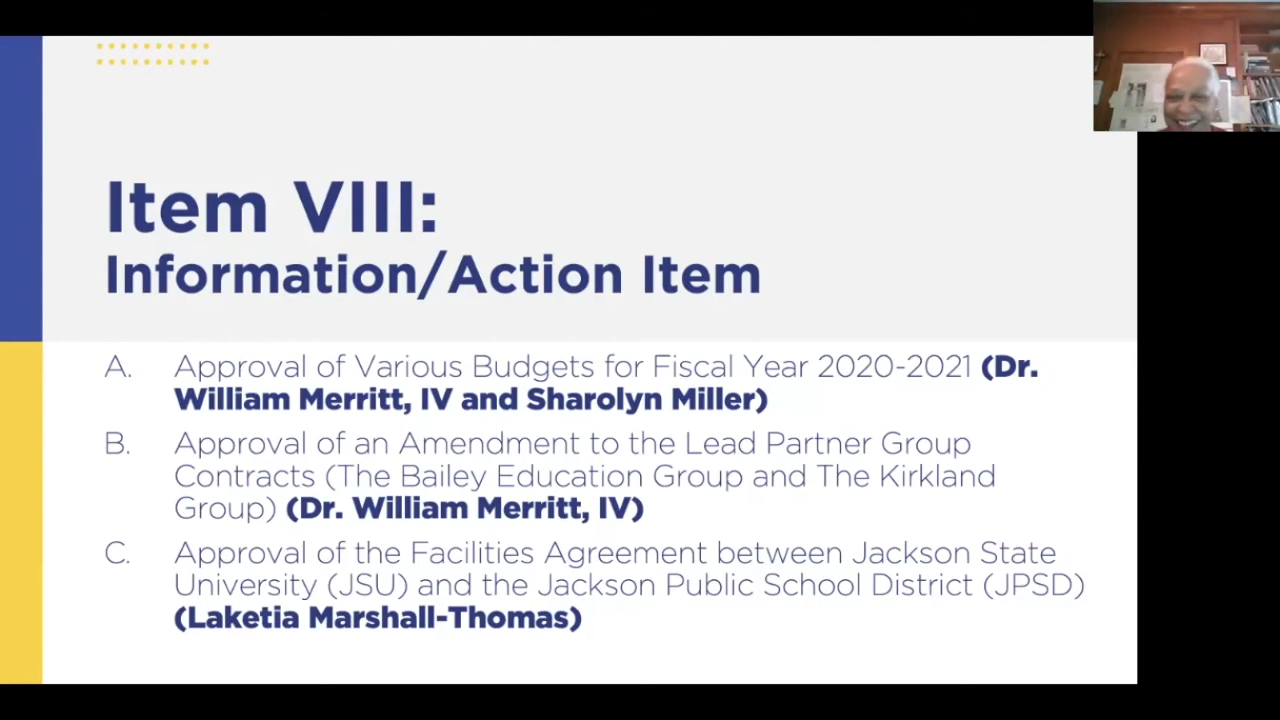 Item VIII:
Information/Action Item
A. Approval of Various Budgets for Fiscal Year 2020-2021 (Dr.
William Merritt, IV and Sharolyn Miller)
B. Approval of an Amendment to the Lead Partner Group
Contracts (The Bailey Education Group and The Kirkland
Group) (Dr. William Merritt, IV)
C. Approval of the Facilities Agreement between Jackson State
University (JSU) and the Jackson Public School District (JPSD)
(Laketia Marshall-Thomas)